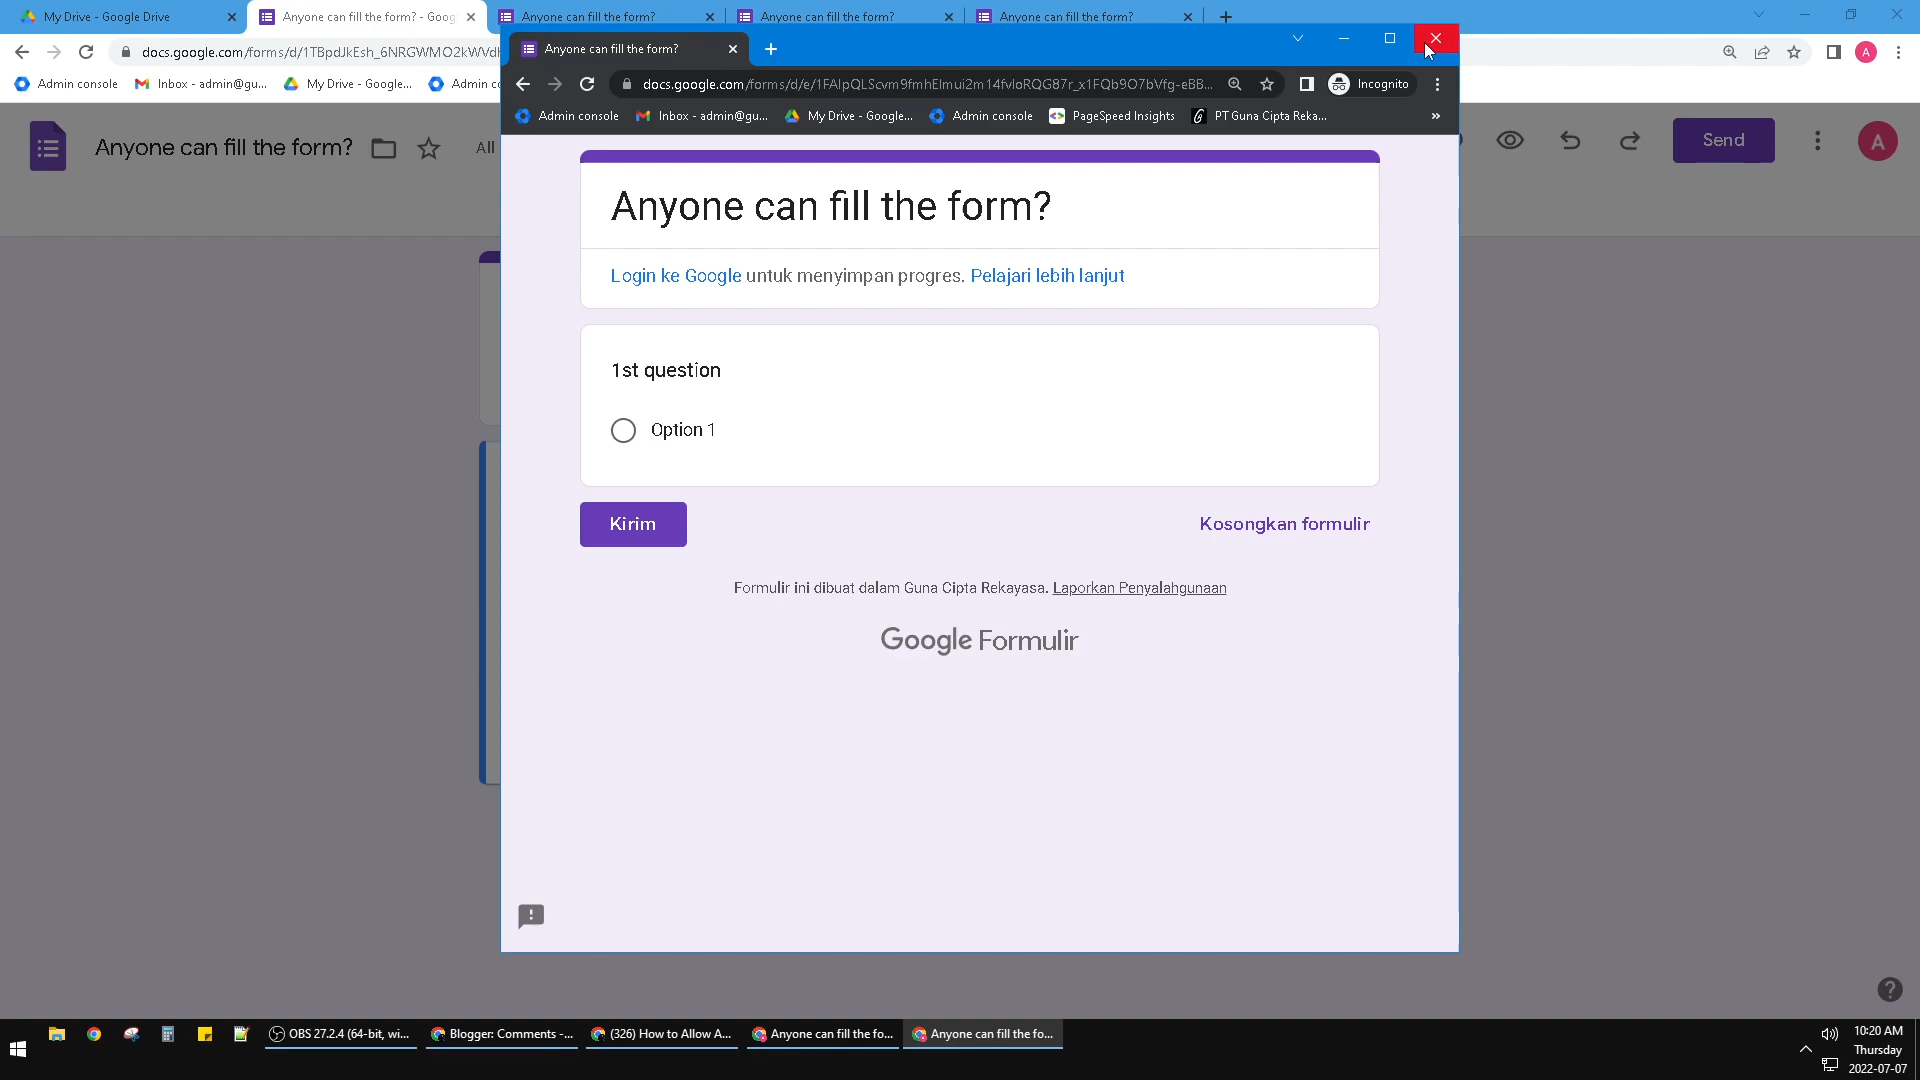 My Drive - Google Drive
Anyone can fill the form? - Goog
Anyone can fill the form?
Anyone can fill the form?
Anyone can fill the form?
docs.google.com/forms/d/
Admin console
Inbox - admin@gu...
My Drive - Google...
Admin co
Anyone can fill the form?
All
Send
A
A
Anyone can fill the form?
docs.google.com/forms/d/e/
Incognito
Admin console
Inbox - admin@gu...
My Drive - Google...
Admin console
PageSpeed Insights
PT Guna Cipta Reka...
»
Anyone can fill the form?
Login ke Google untuk menyimpan progres. Pelajari lebih lanjut
1st question
Option 1
Kirim
Kosongkan formulir
Formulir ini dibuat dalam Guna Cipta Rekayasa. Laporkan Penyalahgunaan
Google Formulir
OBS 27.2.4 (64-bit, wi...
Blogger: Comments -...
(326) How to Allow A...
Anyone can fill the fo...
Anyone can fill the fo...
10:20 AM
Thursday
2022-07-07